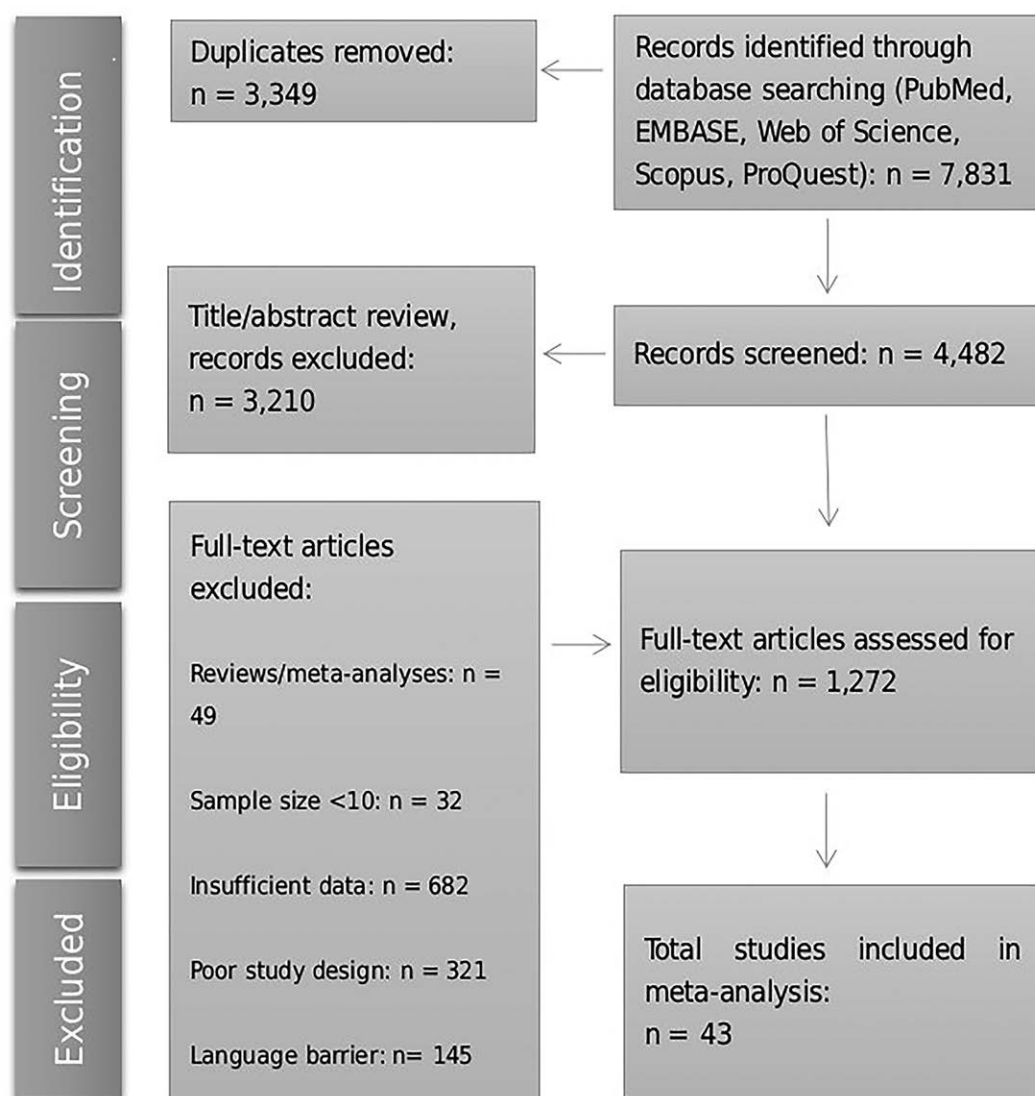 Identification
Duplicates removed:
n = 3,349
Records identified through
database searching (PubMed,
EMBASE, Web of Science,
Scopus, ProQuest): n = 7,831
Screening
Title/abstract review,
records excluded:
n = 3,210
Records screened: n = 4,482
Eligibility
Full-text articles
excluded:
Reviews/meta-analyses: n =
49
Sample size <10: n = 32
Insufficient data: n = 682
Poor study design: n = 321
Language barrier: n= 145
Full-text articles assessed for
eligibility: n = 1,272
Excluded
Total studies included in
meta-analysis:
n = 43